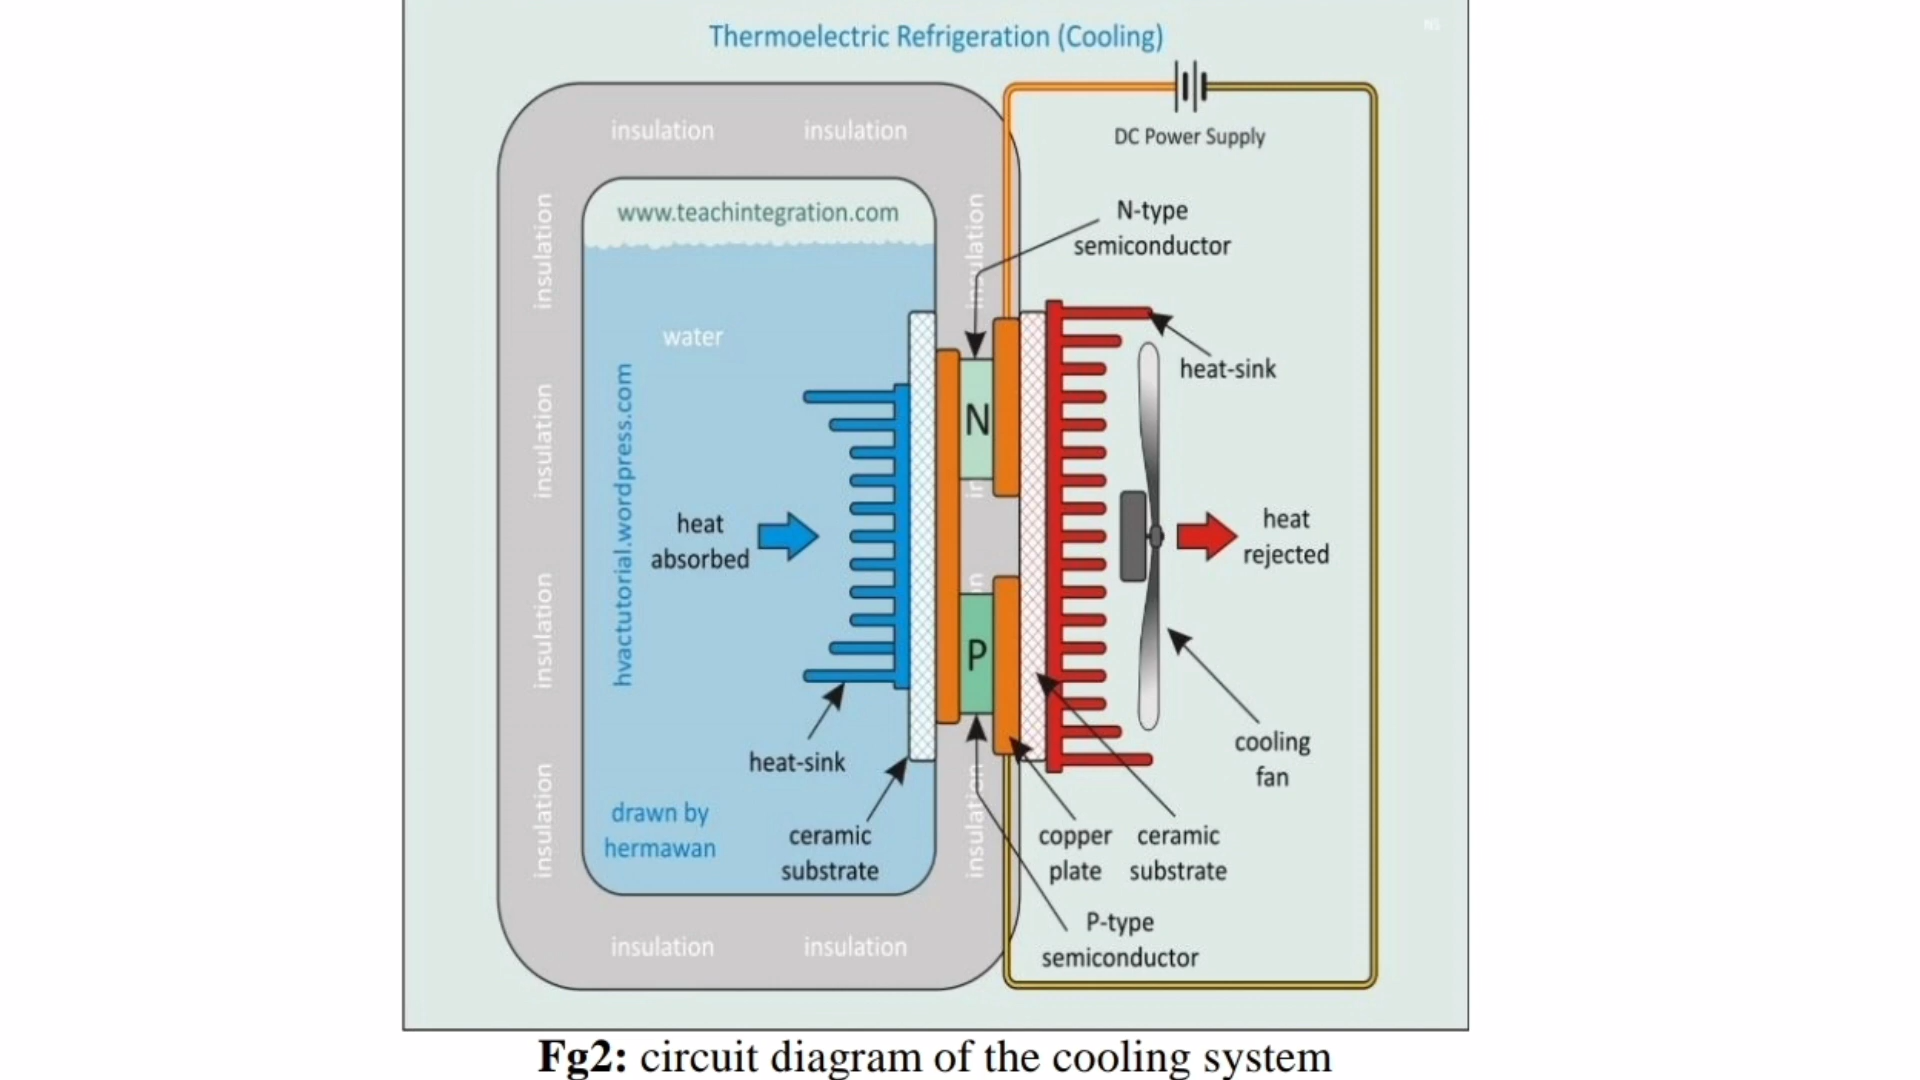 Thermoelectric Refrigeration (Cooling)
NS
insulation
insulation
DC Power Supply
www.teachintegration.com
N-type
semiconductor
insulation
insulation
insulation
insulation
insulation
water
hvactutorial.wordpress.com
heat-sink
N
heat
absorbed
heat
rejected
P
heat-sink
cooling
fan
drawn by
hermawan
ceramic
substrate
insulation
copper
plate
ceramic
substrate
P-type
semiconductor
insulation
insulation
Fg2: circuit diagram of the cooling system